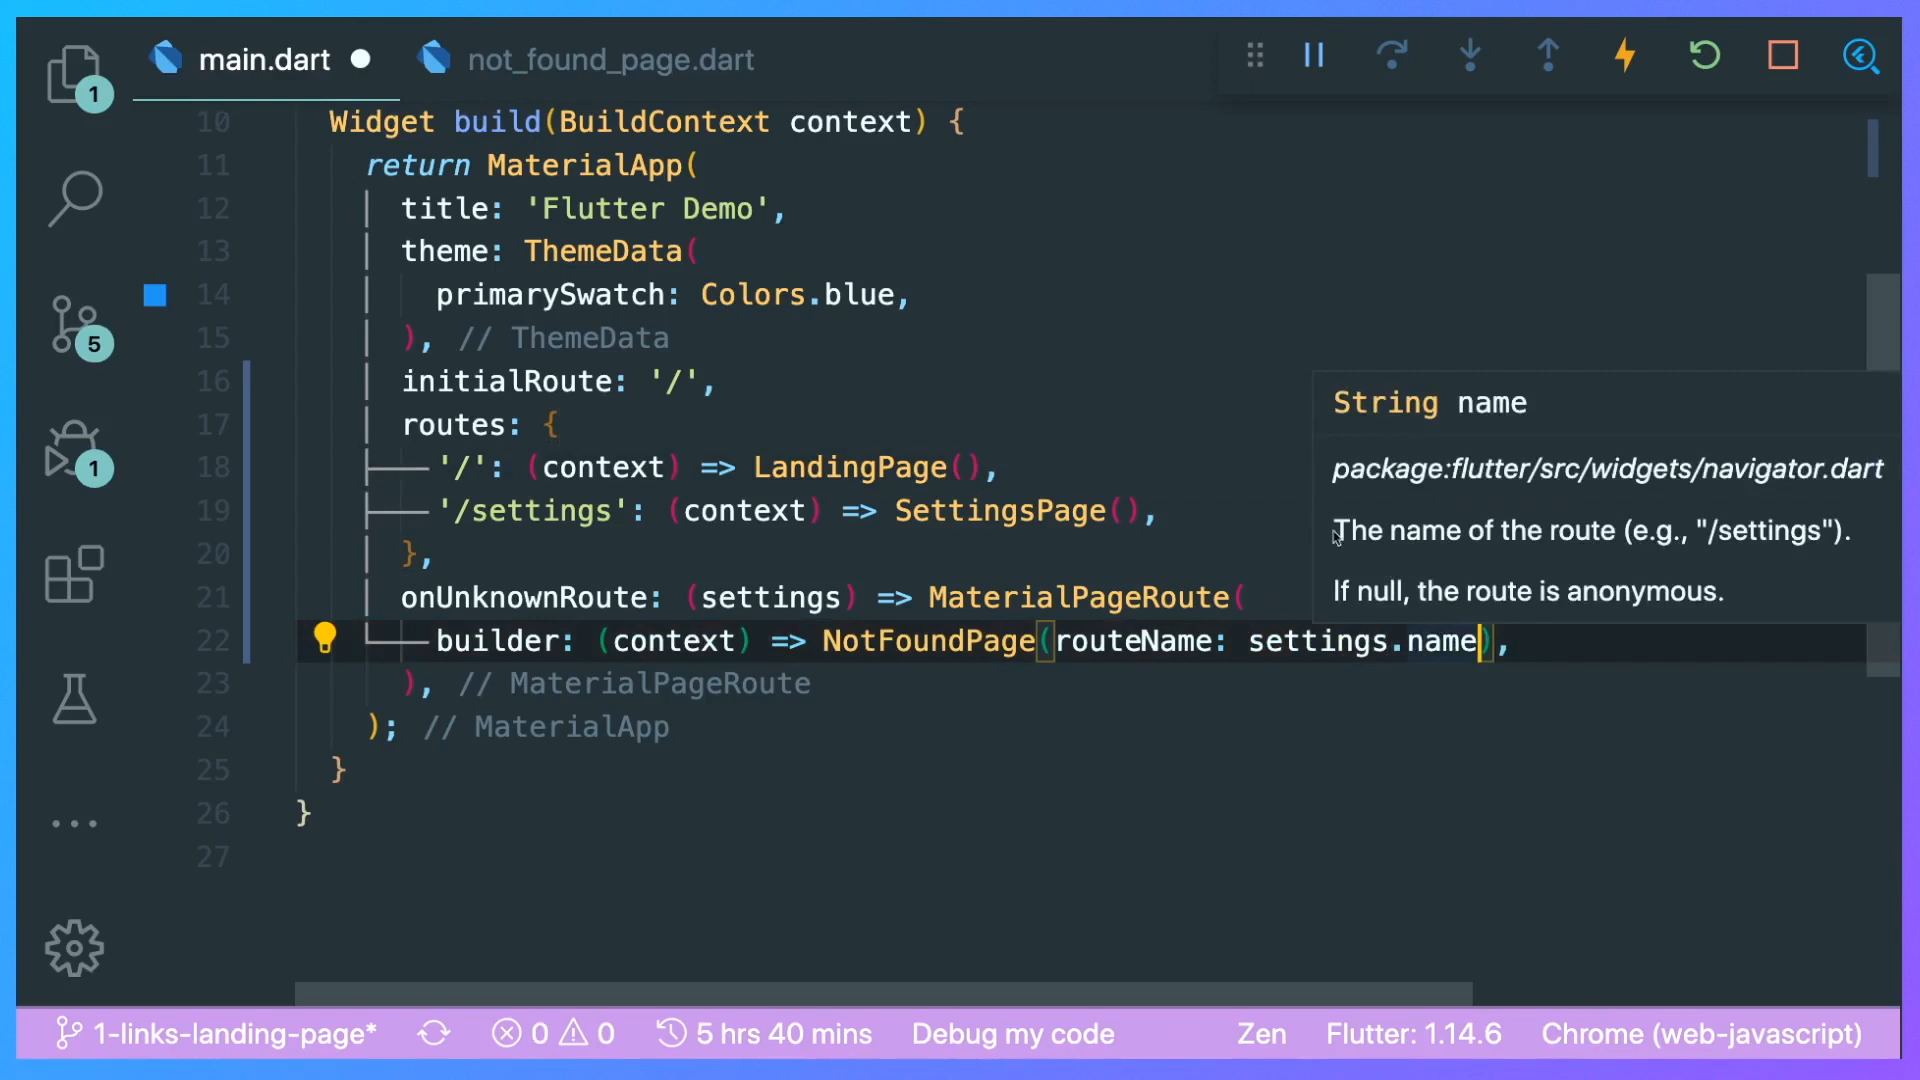 main.dart
not_found_page.dart
1
5
1
10 Widget build(BuildContext context) {
11 return MaterialApp(
12 title: 'Flutter Demo',
13 theme: ThemeData(
14 primarySwatch: Colors.blue,
15 ), // ThemeData
16 initialRoute: '/',
17 routes: {
18 '/': (context) => LandingPage(),
19 '/settings': (context) => SettingsPage(),
20 },
21 onUnknownRoute: (settings) => MaterialPageRoute(
22 builder: (context) => NotFoundPage(routeName: settings.name),
23 ), // MaterialPageRoute
24 ); // MaterialApp
25 }
26 }
27
String name
package:flutter/src/widgets/navigator.dart
The name of the route (e.g., "/settings").
If null, the route is anonymous.
1-links-landing-page* 0 0 5 hrs 40 mins Debug my code Zen Flutter: 1.14.6 Chrome (web-javascript)